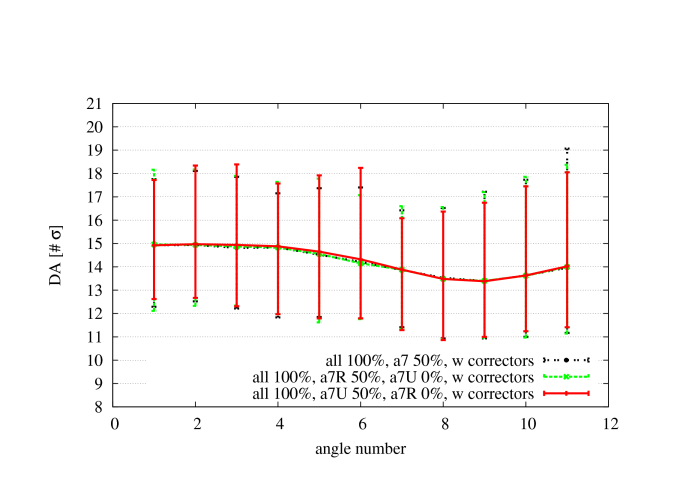 21
20
19
18
17
16
15
14
13
12
11
10
9
8
DA [# σ]
all 100%, a7 50%, w correctors
all 100%, a7R 50%, a7U 0%, w correctors
all 100%, a7U 50%, a7R 0%, w correctors
0 2 4 6 8 10 12
angle number